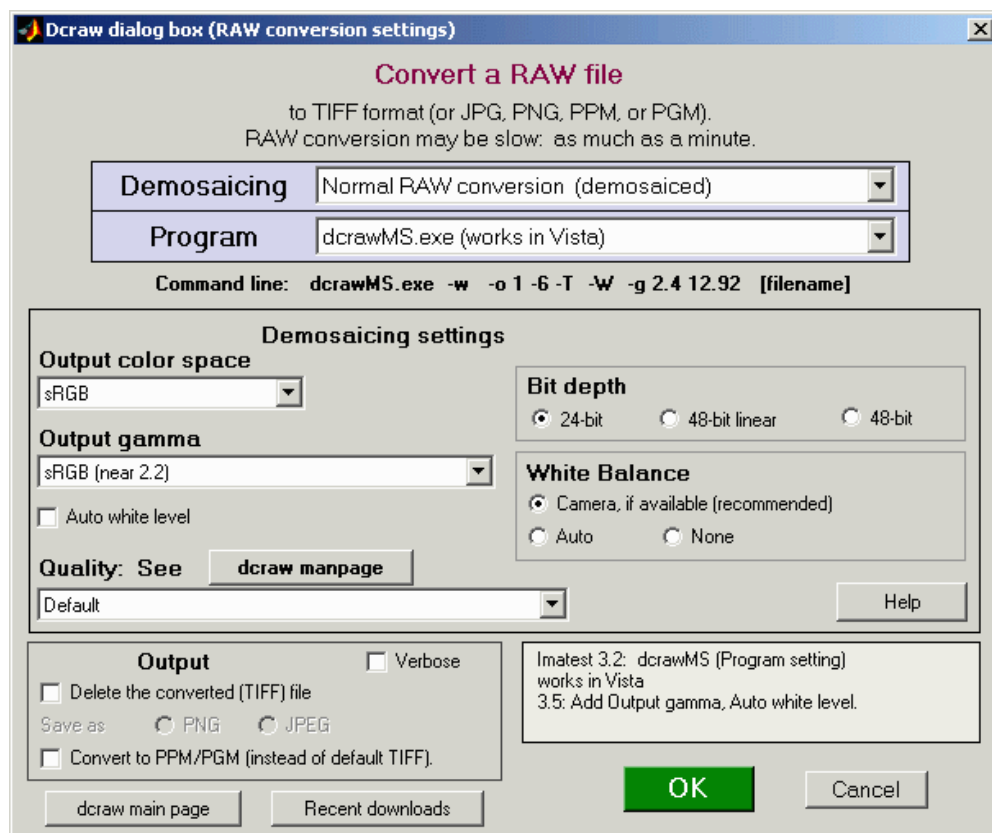 Dcraw dialog box (RAW conversion settings)
Convert a RAW file
to TIFF format (or JPG, PNG, PPM, or PGM).
RAW conversion may be slow: as much as a minute.
Demosaicing Normal RAW conversion (demosaiced)
Program dcrawMS.exe (works in Vista)
Command line: dcrawMS.exe -w -o 1 -6 -T -W -g 2.4 12.92 [filename]
Demosaicing settings
Output color space
sRGB
Output gamma
sRGB (near 2.2)
Auto white level
Quality: See dcraw manpage
Default
Bit depth
24-bit 48-bit linear 48-bit
White Balance
Camera, if available (recommended)
Auto None
Help
Output Verbose
Delete the converted (TIFF) file
Save as PNG JPEG
Convert to PPM/PGM (instead of default TIFF).
Imatest 3.2: dcrawMS (Program setting)
works in Vista
3.5: Add Output gamma, Auto white level.
dcraw main page Recent downloads
OK Cancel